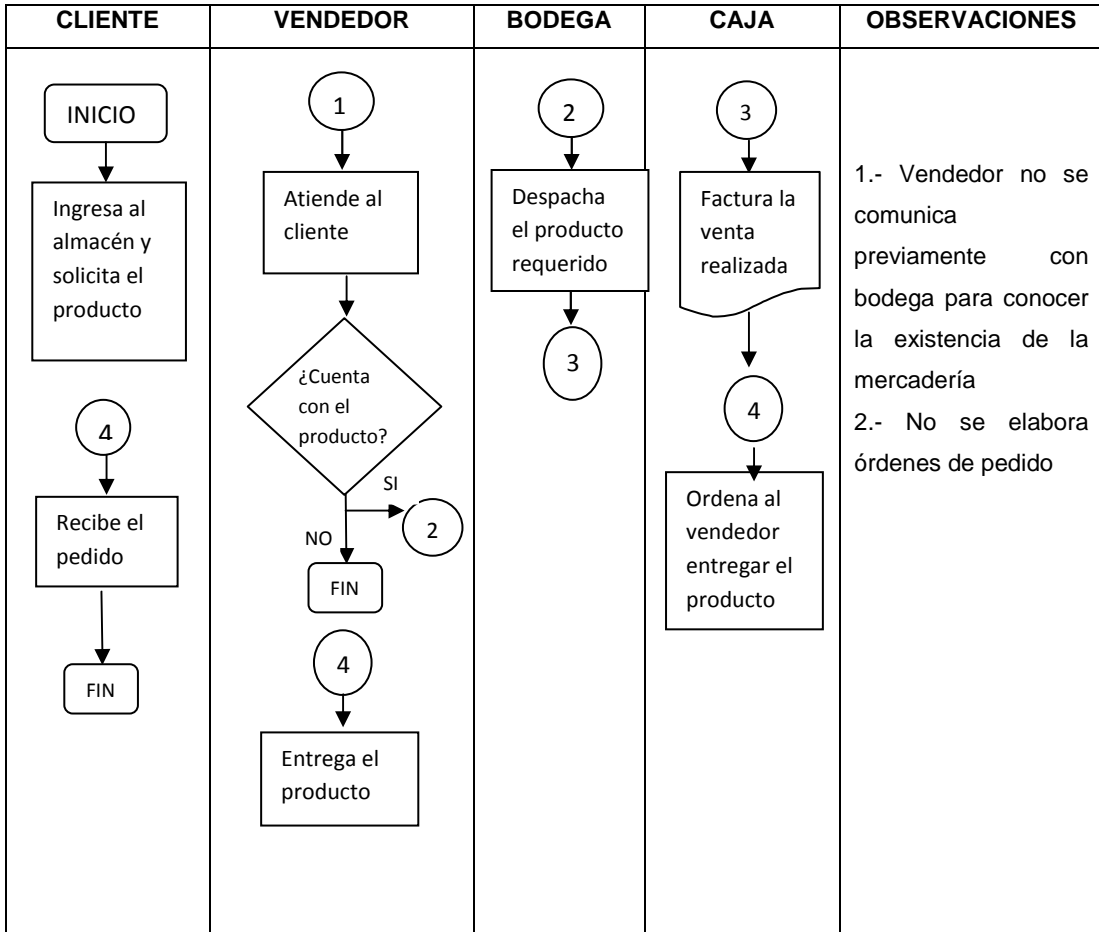 CLIENTE
VENDEDOR
BODEGA
CAJA
OBSERVACIONES
INICIO
Ingresa al
almacén y
solicita el
producto
4
Recibe el
pedido
FIN
1
Atiende al
cliente
¿Cuenta
con el
producto?
SI
2
NO
FIN
4
Entrega el
producto
2
Despacha
el producto
requerido
3
3
Factura la
venta
realizada
4
Ordena al
vendedor
entregar el
producto
1.- Vendedor no se
comunica
previamente con
bodega para conocer
la existencia de la
mercadería
2.- No se elabora
órdenes de pedido